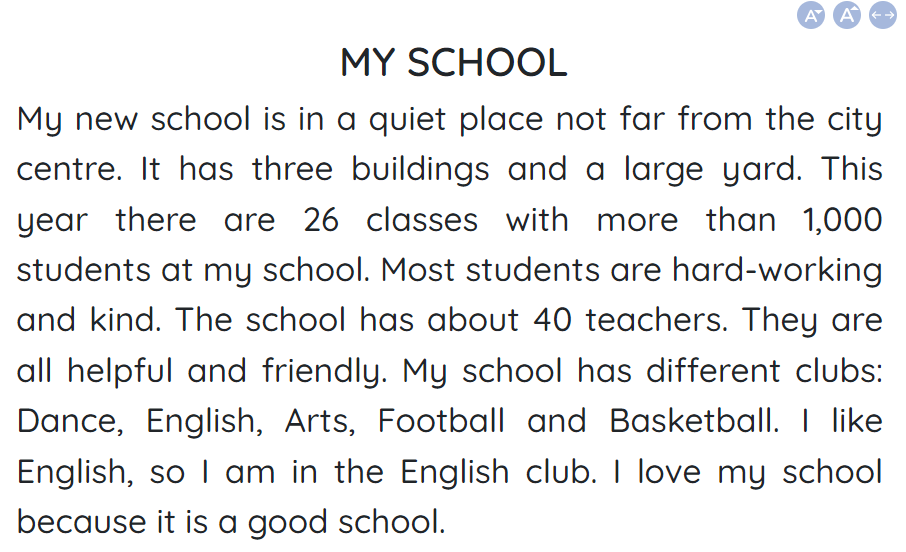 MY SCHOOL
My new school is in a quiet place not far from the city
centre. It has three buildings and a large yard. This
year there are 26 classes with more than 1,000
students at my school. Most students are hard-working
and kind. The school has about 40 teachers. They are
all helpful and friendly. My school has different clubs:
Dance, English, Arts, Football and Basketball. I like
English, so I am in the English club. I love my school
because it is a good school.